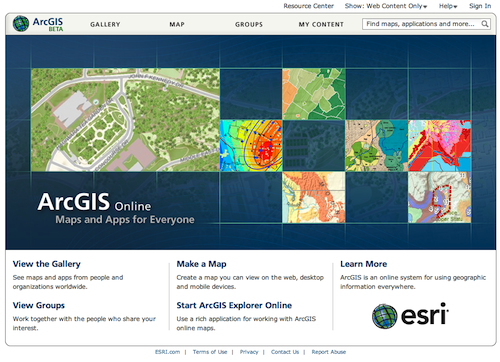 Resource Center Show: Web Content Only Help Sign In
ArcGIS
BETA
GALLERY MAP GROUPS MY CONTENT
Find maps, applications and more...
JOHN F KENNEDY DR
ArcGIS Online
Maps and Apps for Everyone
View the Gallery
See maps and apps from people and
organizations worldwide.
View Groups
Work together with the people who share your
interest.
Make a Map
Create a map you can view on the web, desktop
and mobile devices.
Start ArcGIS Explorer Online
Use a rich application for working with ArcGIS
online maps.
Learn More
ArcGIS is an online system for using geographic
information everywhere.
esri
ESRI.com | Terms of Use | Privacy | Contact Us | Report Abuse